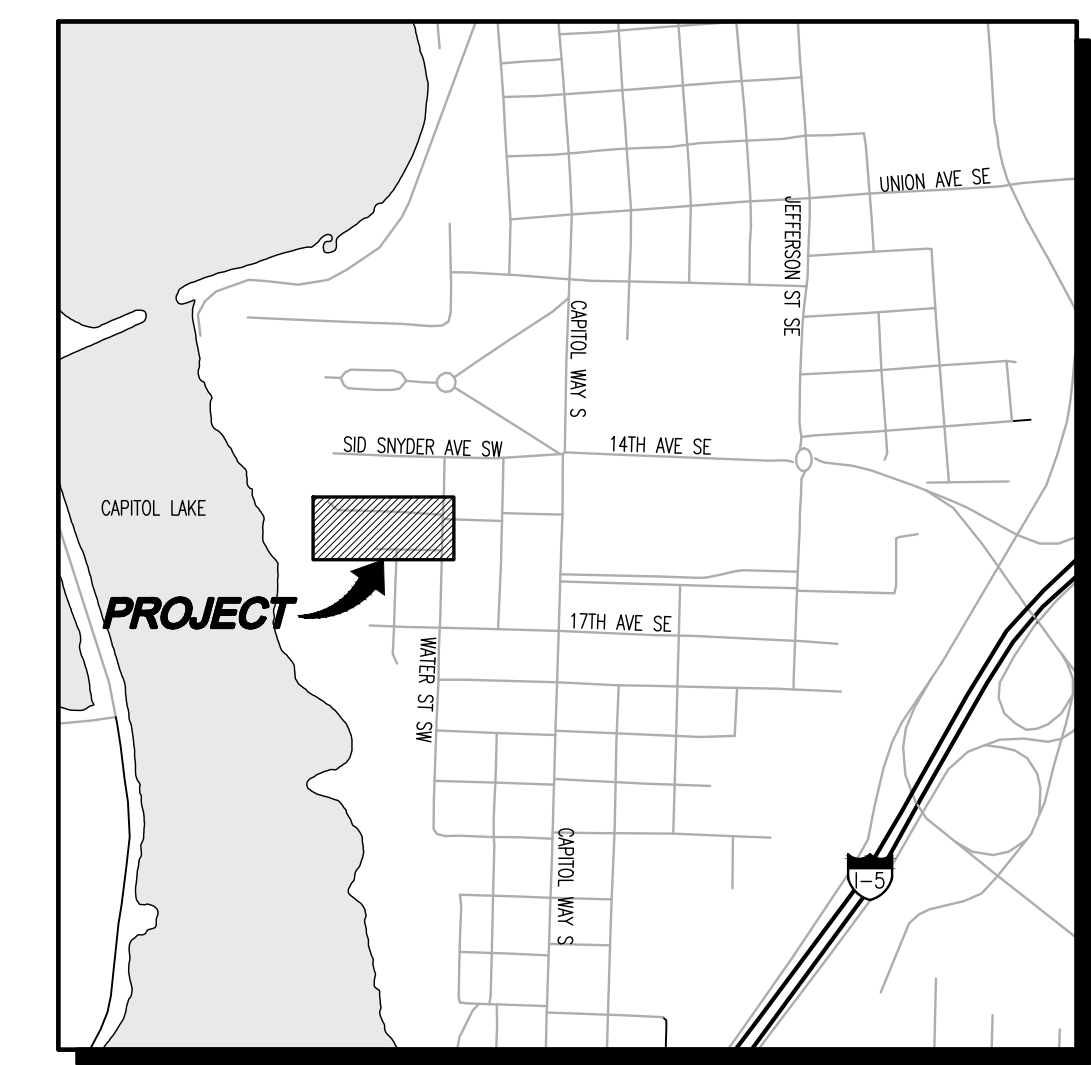 UNION AVE SE
JEFFERSON ST SE
CAPITOL WAY S
SID SNYDER AVE SW
14TH AVE SE
CAPITOL LAKE
PROJECT
17TH AVE SE
WATER ST SW
CAPITOL WAY S
I-5